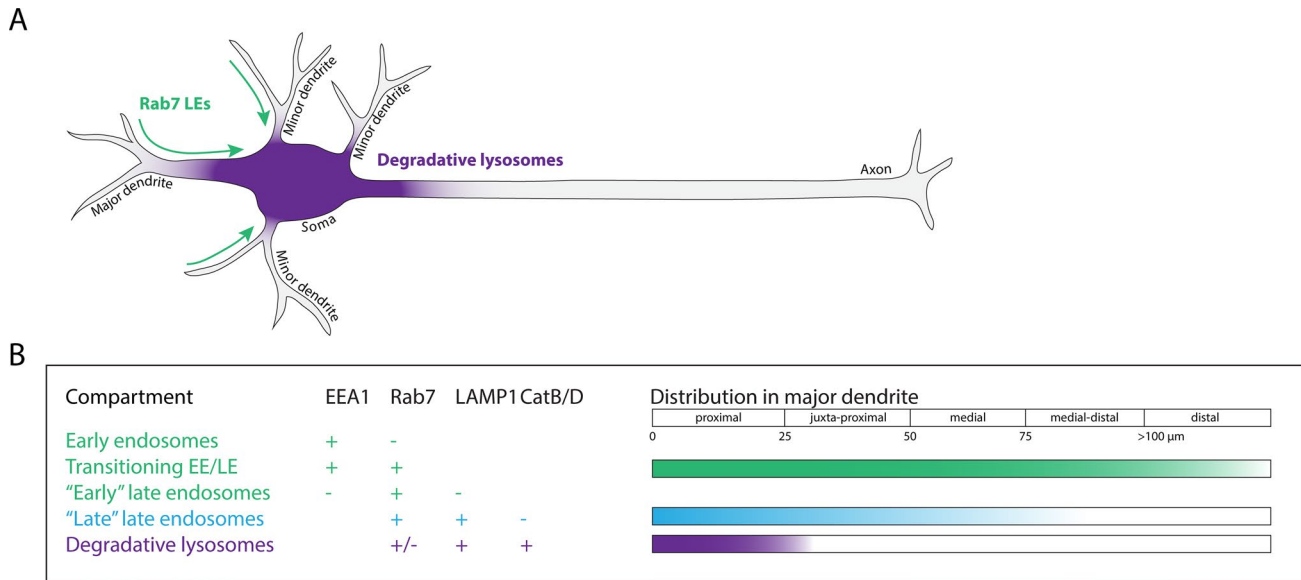 A
Rab7 LEs
Minor dendrite
Minor dendrite
Degradative lysosomes
Major dendrite
Axon
Soma
Minor dendrite
B
Compartment EEA1 Rab7 LAMP1 CatB/D Distribution in major dendrite
proximal juxta-proximal medial medial-distal distal
0 25 50 75 >100 µm
Early endosomes + -
Transitioning EE/LE + +
“Early” late endosomes - + -
“Late” late endosomes + + -
Degradative lysosomes +/- + +